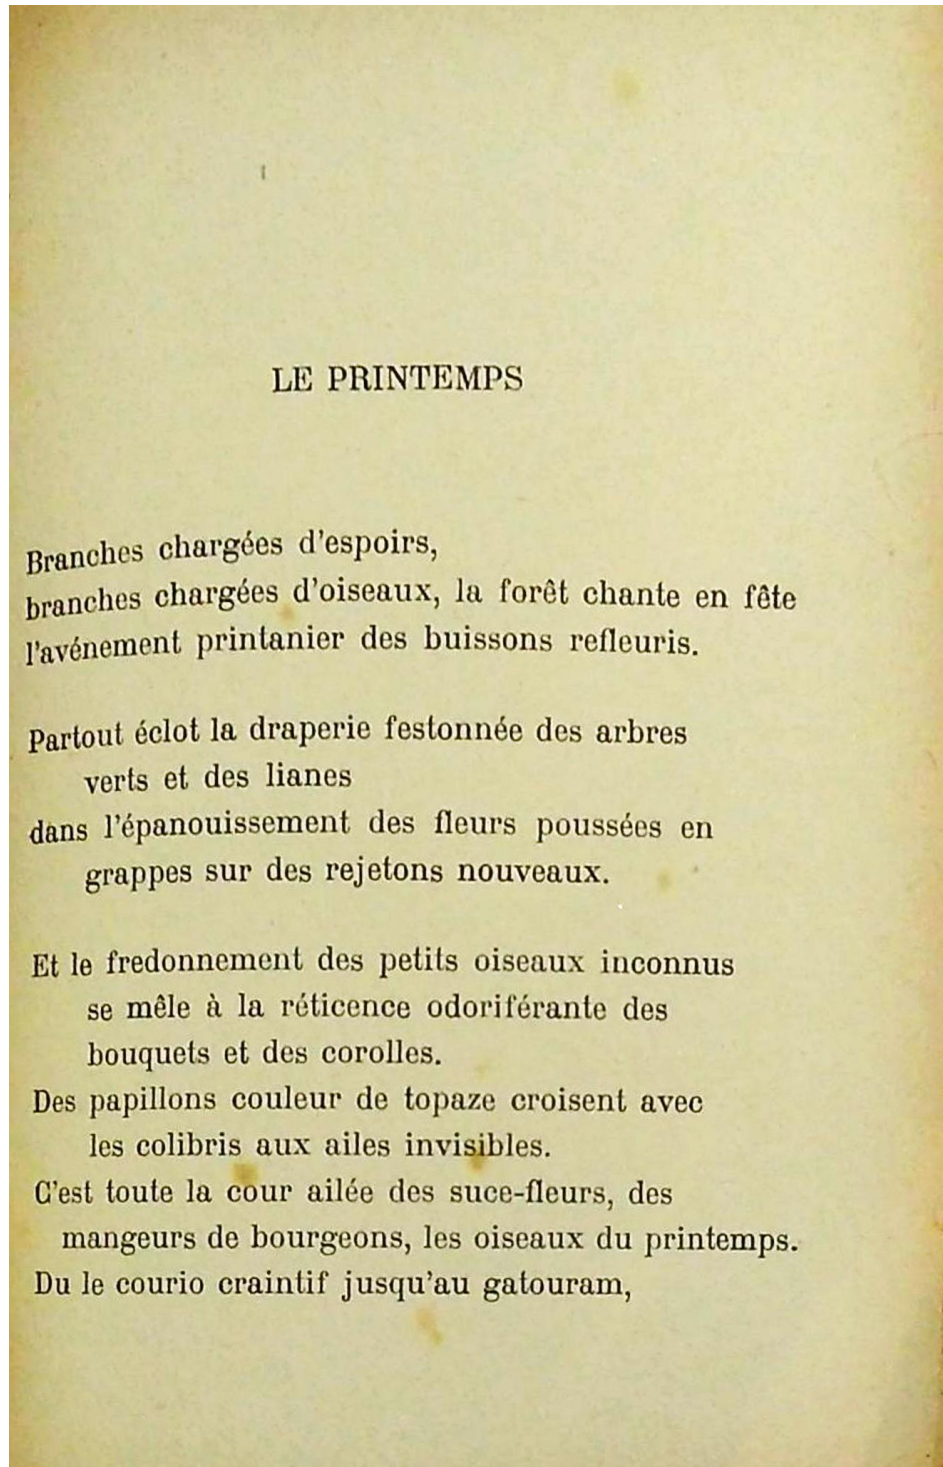 LE PRINTEMPS
Branches chargées d'espoirs,
branches chargées d'oiseaux, la forêt chante en fête
l'avénement printanier des buissons refleuris.
Partout éclot la draperie festonnée des arbres
verts et des lianes
dans l'épanouissement des fleurs poussées en
grappes sur des rejetons nouveaux.
Et le fredonnement des petits oiseaux inconnus
se mêle à la réticence odoriférante des
bouquets et des corolles.
Des papillons couleur de topaze croisent avec
les colibris aux ailes invisibles.
C'est toute la cour ailée des suce-fleurs, des
mangeurs de bourgeons, les oiseaux du printemps.
Du le courio craintif jusqu'au gatouram,